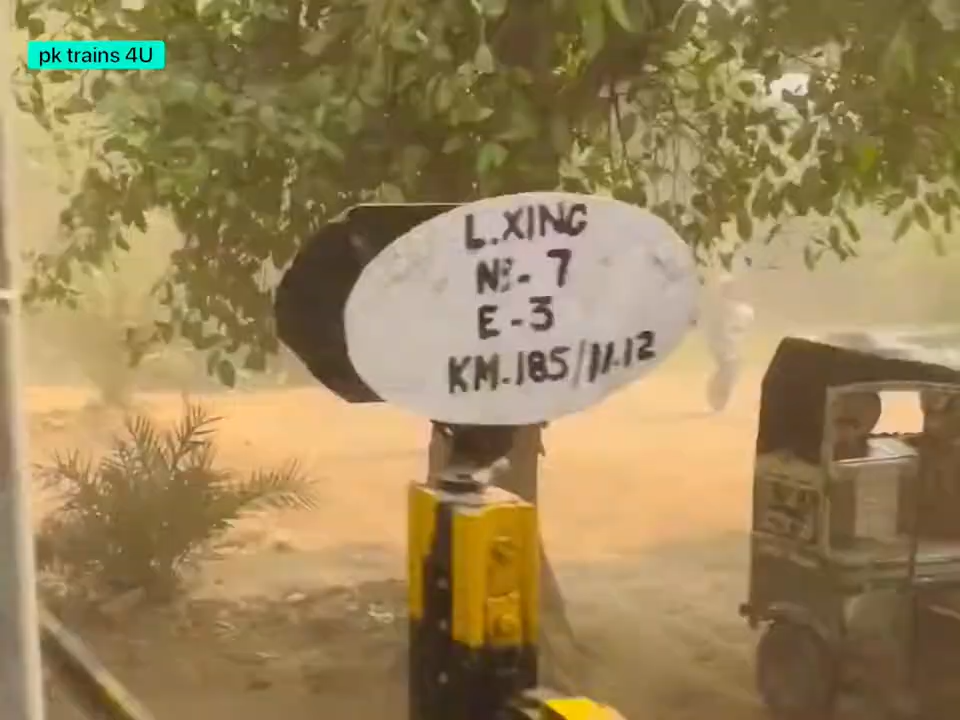 pk trains 4U
L.XING
Nº- 7
E - 3
KM.185/11.12